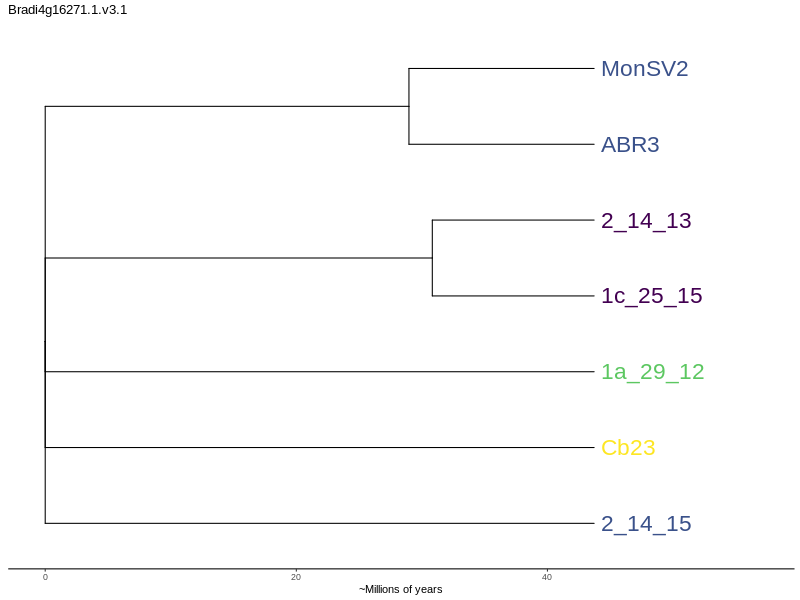 Bradi4g16271.1.v3.1
MonSV2
ABR3
2_14_13
1c_25_15
1a_29_12
Cb23
2_14_15
0 20 40
~Millions of years